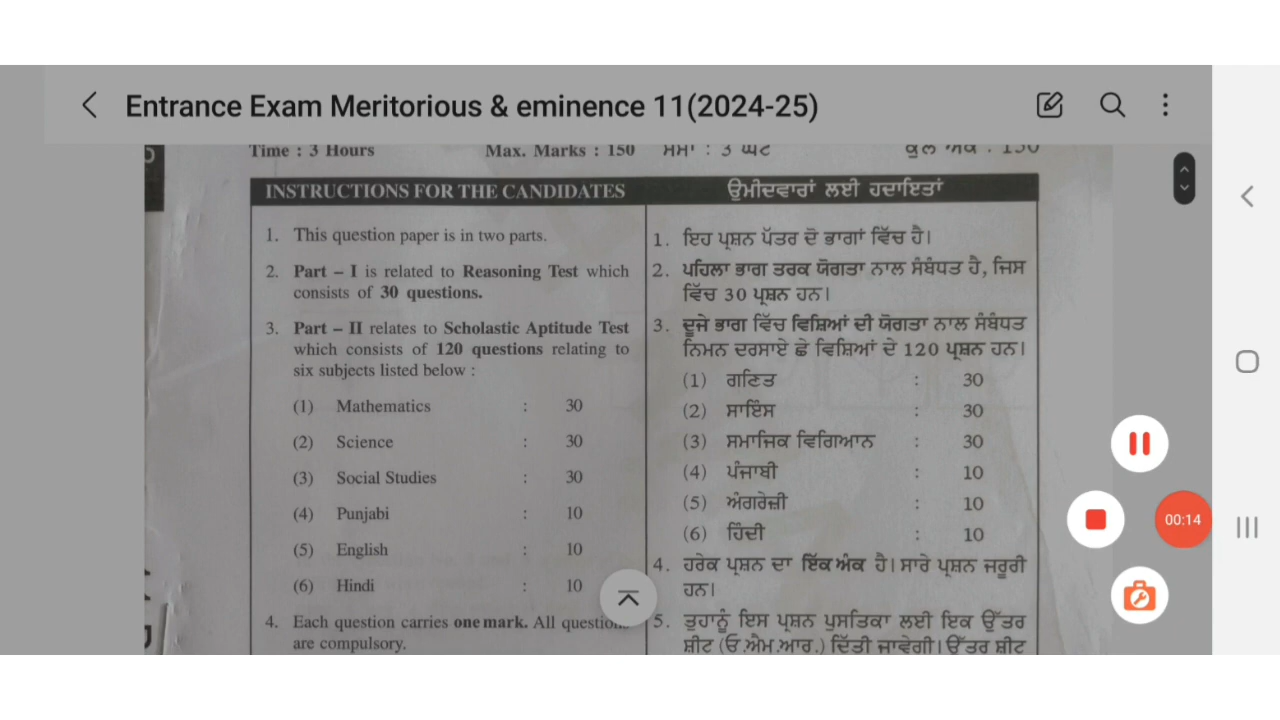 Entrance Exam Meritorious & eminence 11(2024-25)
Time : 3 Hours
Max. Marks : 150
ਸਮਾਂ : 3 ਘੰਟੇ
ਕੁੱਲ ਅੰਕ : 150
INSTRUCTIONS FOR THE CANDIDATES
1. This question paper is in two parts.
2. Part – I is related to Reasoning Test which
consists of 30 questions.
3. Part – II relates to Scholastic Aptitude Test
which consists of 120 questions relating to
six subjects listed below :
(1) Mathematics : 30
(2) Science : 30
(3) Social Studies : 30
(4) Punjabi : 10
(5) English : 10
(6) Hindi : 10
4. Each question carries one mark. All
are compulsory.
ਉਮੀਦਵਾਰਾਂ ਲਈ ਹਦਾਇਤਾਂ
1. ਇਹ ਪ੍ਰਸ਼ਨ ਪੱਤਰ ਦੋ ਭਾਗਾਂ ਵਿੱਚ ਹੈ।
2. ਪਹਿਲਾ ਭਾਗ ਤਰਕ ਯੋਗਤਾ ਨਾਲ ਸੰਬੰਧਤ ਹੈ, ਜਿਸ
ਵਿੱਚ 30 ਪ੍ਰਸ਼ਨ ਹਨ।
3. ਦੂਜੇ ਭਾਗ ਵਿੱਚ ਵਿਸ਼ਿਆਂ ਦੀ ਯੋਗਤਾ ਨਾਲ ਸੰਬੰਧਤ
ਨਿਮਨ ਦਰਸਾਏ ਛੇ ਵਿਸ਼ਿਆਂ ਦੇ 120 ਪ੍ਰਸ਼ਨ ਹਨ।
(1) ਗਣਿਤ : 30
(2) ਸਾਇੰਸ : 30
(3) ਸਮਾਜਿਕ ਵਿਗਿਆਨ : 30
(4) ਪੰਜਾਬੀ : 10
(5) ਅੰਗਰੇਜ਼ੀ : 10
(6) ਹਿੰਦੀ : 10
4. ਹਰੇਕ ਪ੍ਰਸ਼ਨ ਦਾ ਇੱਕ ਅੰਕ ਹੈ। ਸਾਰੇ ਪ੍ਰਸ਼ਨ ਜਰੂਰੀ
ਹਨ।
5. ਤੁਹਾਨੂੰ ਇਸ ਪ੍ਰਸ਼ਨ ਪੁਸਤਿਕਾ ਲਈ ਇਕ ਉੱਤਰ
ਸ਼ੀਟ (ਓ.ਐਮ.ਆਰ.) ਦਿੱਤੀ ਜਾਵੇਗੀ। ਉੱਤਰ ਸ਼ੀਟ
00:14